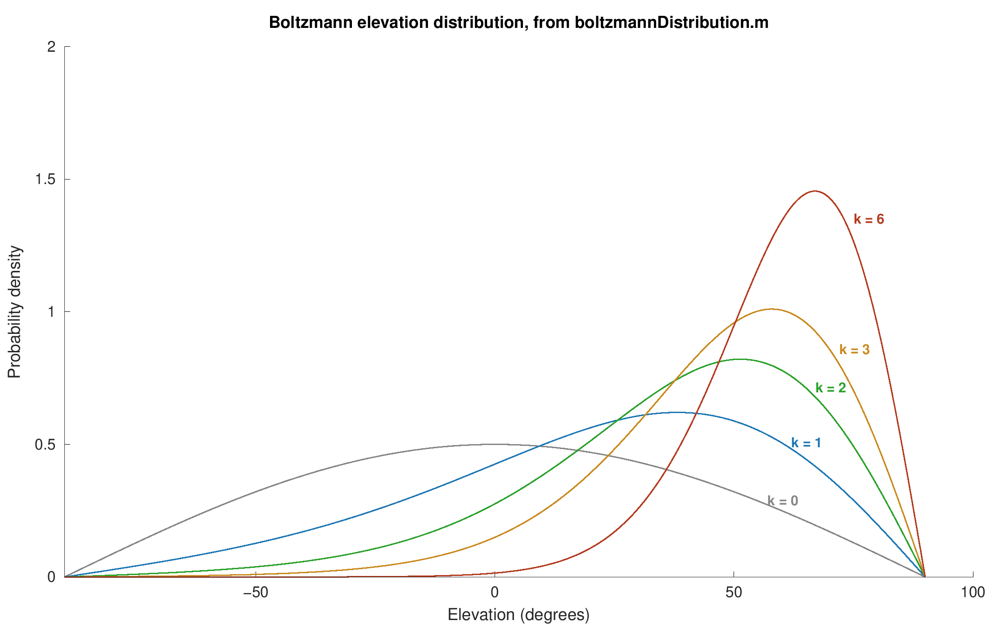 Boltzmann elevation distribution, from boltzmannDistribution.m
2
1.5
1
0.5
0
Probability density
k = 6
k = 3
k = 2
k = 1
k = 0
−50
0
50
100
Elevation (degrees)